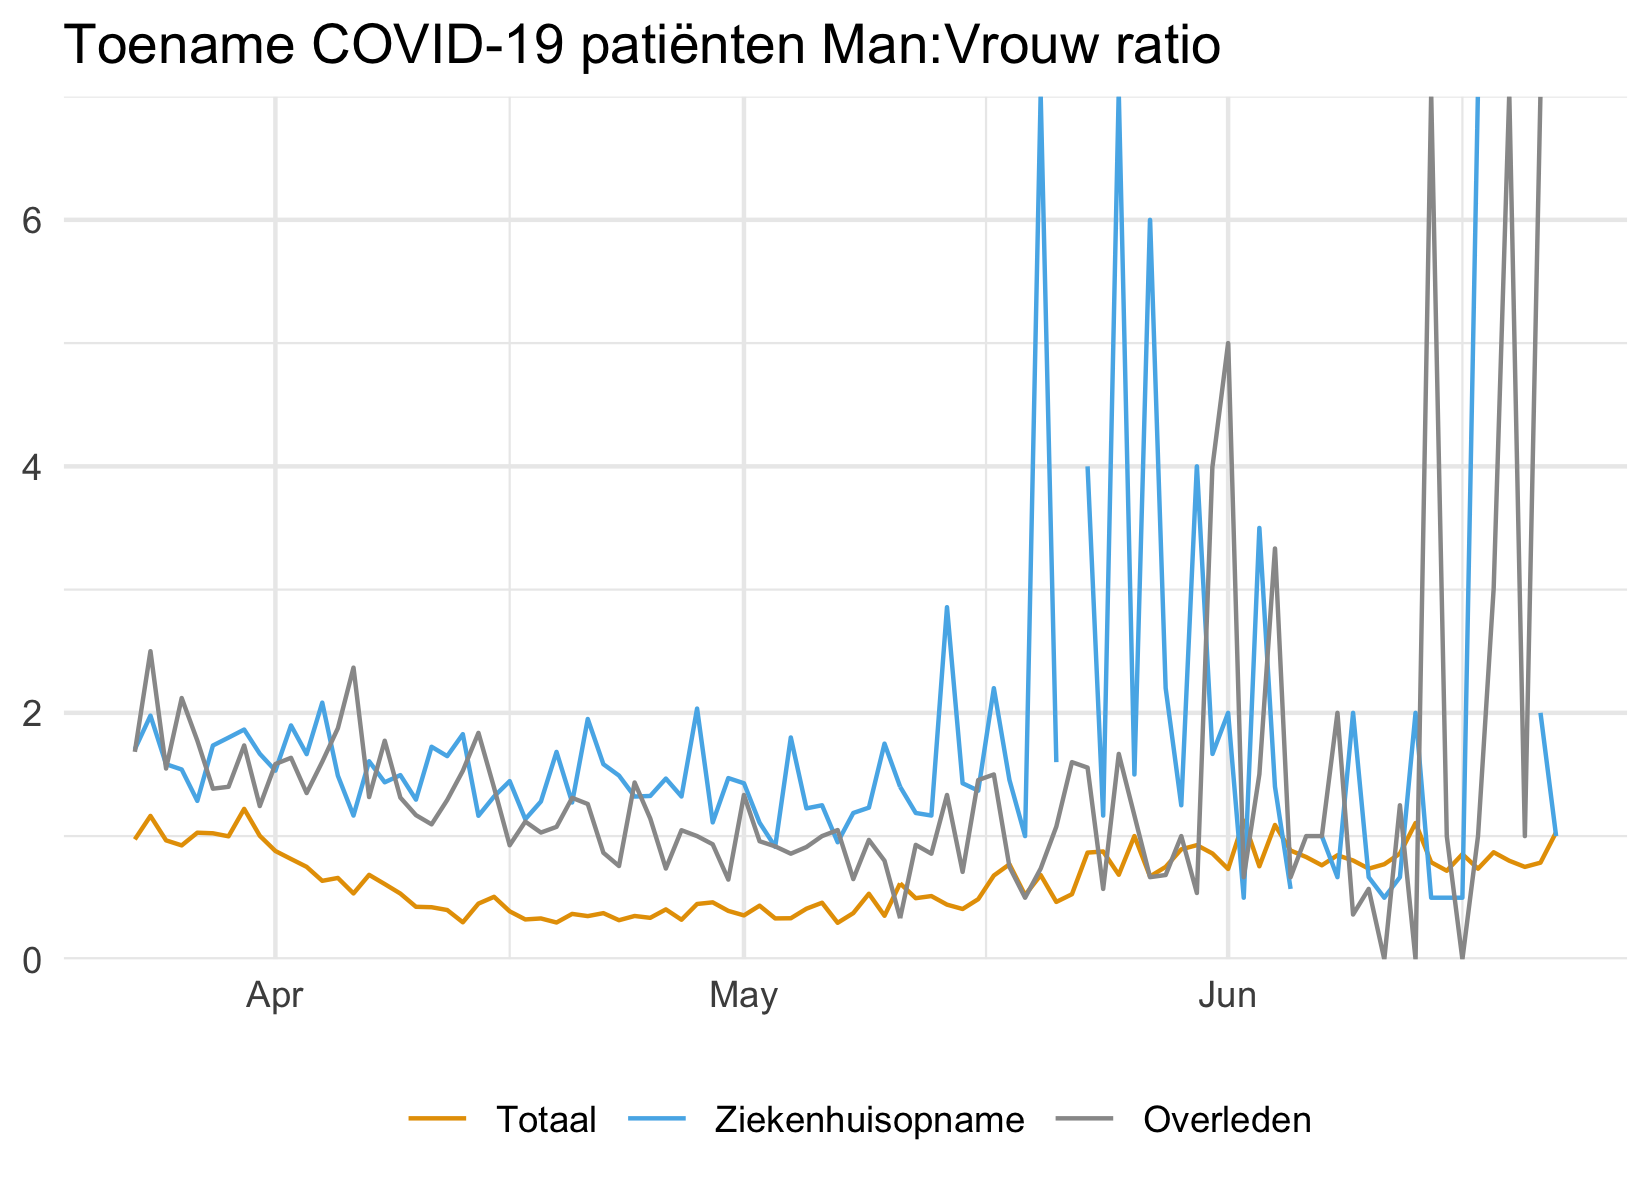 Toename COVID-19 patiënten Man:Vrouw ratio
6
4
2
0
Apr May Jun
Totaal Ziekenhuisopname Overleden